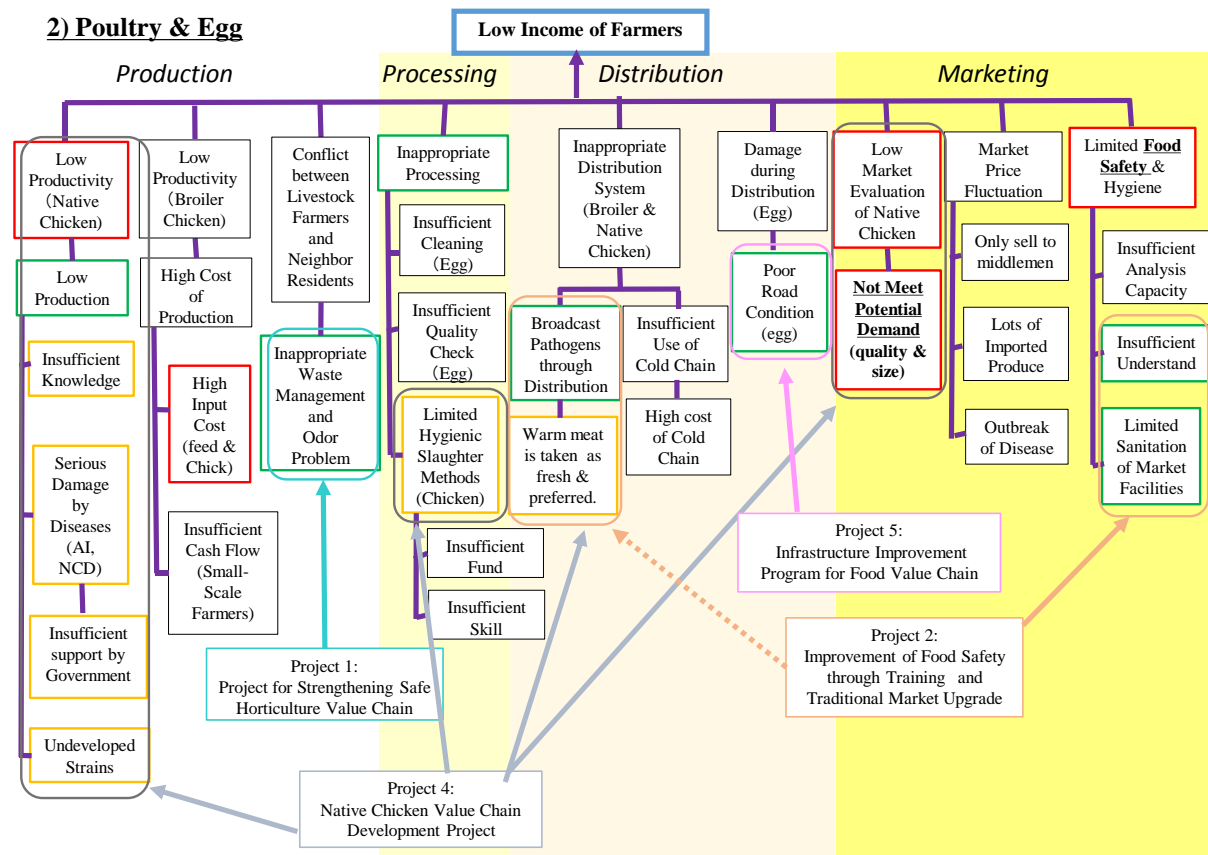 2) Poultry & Egg
Low Income of Farmers
Production
Processing
Distribution
Marketing
Low
Productivity
(Native
Chicken)
Low
Production
Insufficient
Knowledge
Serious
Damage
by
Diseases
(AI,
NCD)
Insufficient
support by
Government
Undeveloped
Strains
Low
Productivity
(Broiler
Chicken)
High Cost
of
Production
High
Input
Cost
(feed &
Chick)
Insufficient
Cash Flow
(Small-
Scale
Farmers)
Conflict
between
Livestock
Farmers
and
Neighbor
Residents
Inappropriate
Waste
Management
and
Odor
Problem
Inappropriate
Processing
Insufficient
Cleaning
（Egg)
Insufficient
Quality
Check
（Egg)
Limited
Hygienic
Slaughter
Methods
(Chicken)
Insufficient
Fund
Insufficient
Skill
Inappropriate
Distribution
System
(Broiler &
Native
Chicken)
Broadcast
Pathogens
through
Distribution
Warm meat
is taken as
fresh &
preferred.
Insufficient
Use of
Cold Chain
High cost
of Cold
Chain
Damage
during
Distribution
(Egg)
Poor
Road
Condition
(egg)
Low
Market
Evaluation
of Native
Chicken
Not Meet
Potential
Demand
(quality &
size)
Market
Price
Fluctuation
Only sell to
middlemen
Lots of
Imported
Produce
Outbreak
of Disease
Limited Food
Safety &
Hygiene
Insufficient
Analysis
Capacity
Insufficient
Understand
Limited
Sanitation
of Market
Facilities
Project 5:
Infrastructure Improvement
Program for Food Value Chain
Project 1:
Project for Strengthening Safe
Horticulture Value Chain
Project 2:
Improvement of Food Safety
through Training and
Traditional Market Upgrade
Project 4:
Native Chicken Value Chain
Development Project